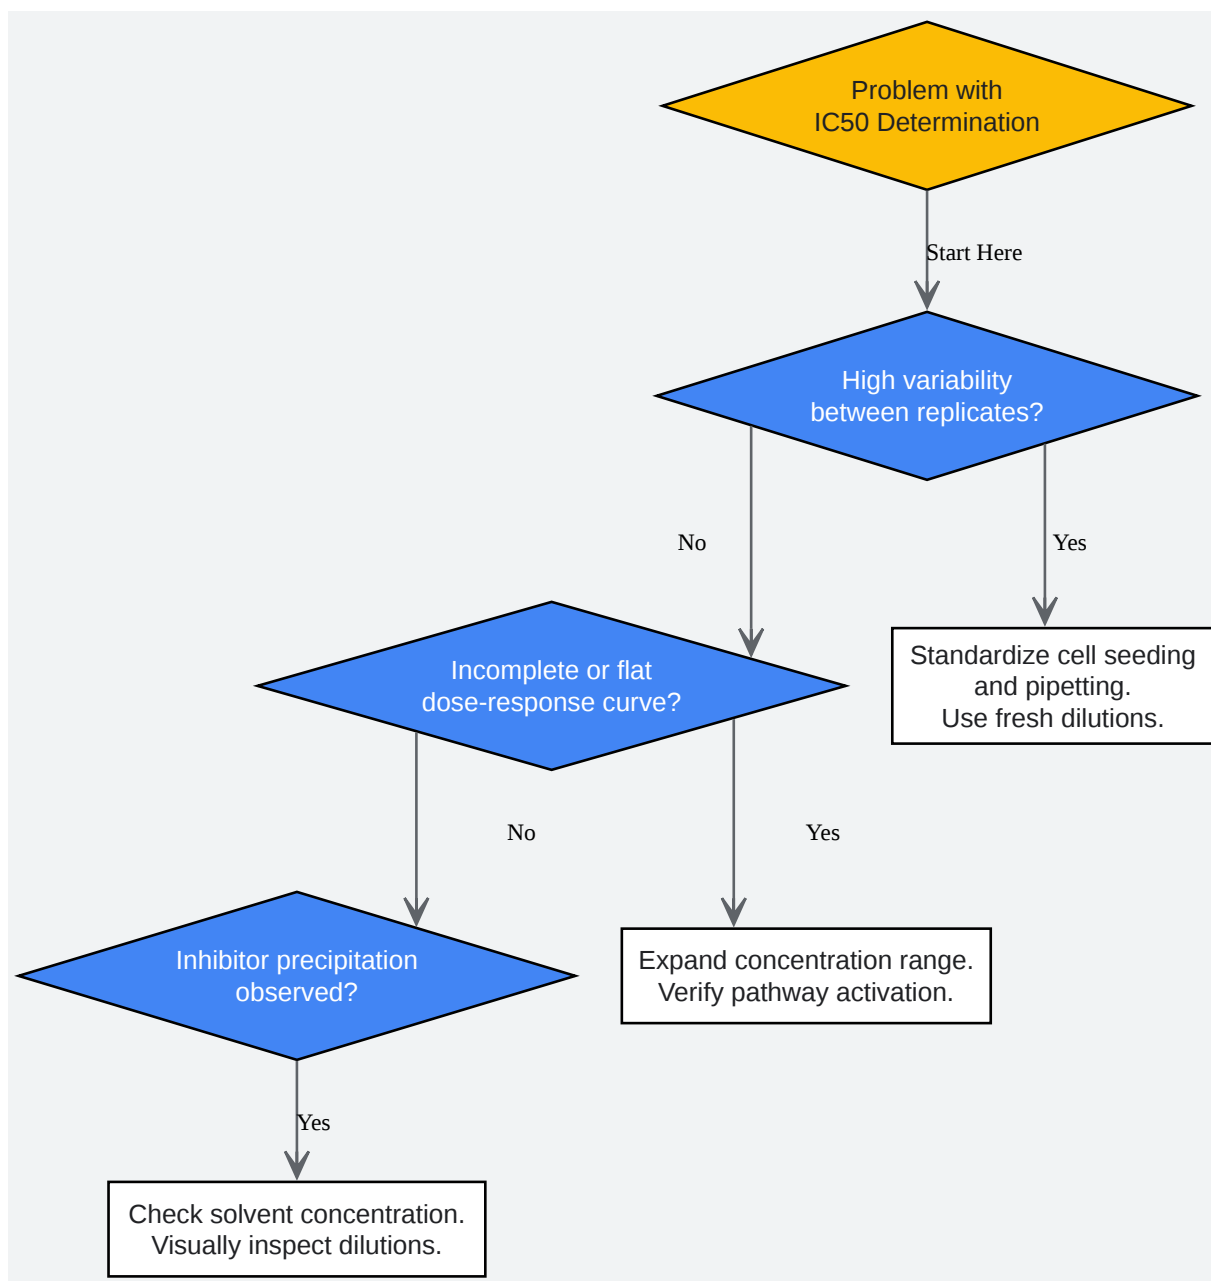 Problem with
IC50 Determination
Start Here
High variability
between replicates?
No
Yes
Standardize cell seeding
and pipetting.
Use fresh dilutions.
Incomplete or flat
dose-response curve?
No
Yes
Inhibitor precipitation
observed?
Expand concentration range.
Verify pathway activation.
Yes
Check solvent concentration.
Visually inspect dilutions.